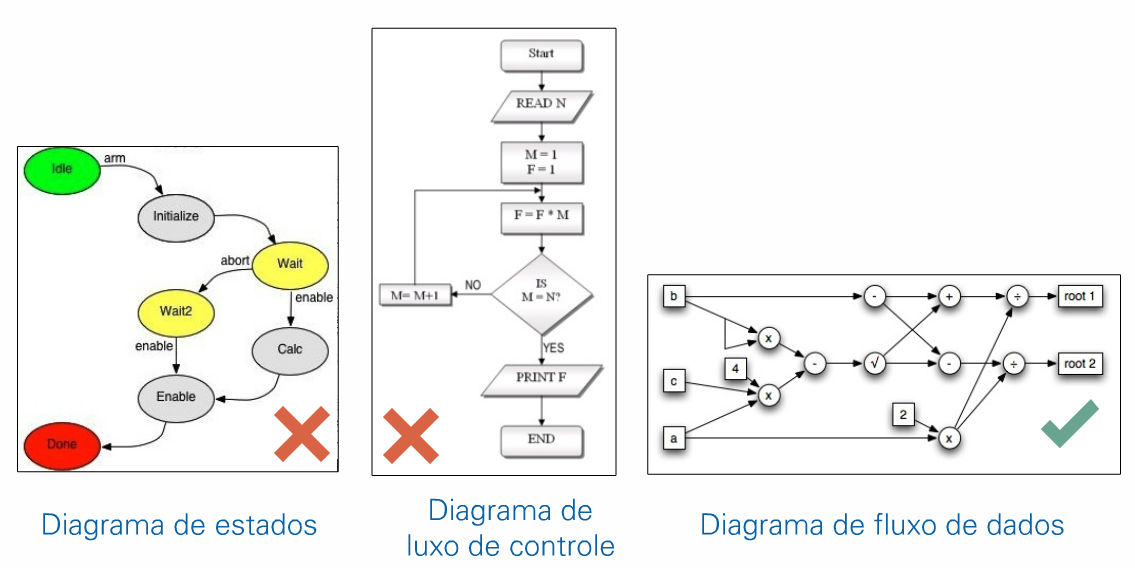 Idle
arm
Initialize
Wait
abort
enable
Wait2
enable
Calc
Enable
Done
Diagrama de estados
Start
READ N
M = 1
F = 1
F = F * M
IS
M = N?
NO
M= M+1
YES
PRINT F
END
Diagrama de
luxo de controle
b
-
+
÷
root 1
x
4
c
x
-
√
-
÷
root 2
2
a
x
Diagrama de fluxo de dados